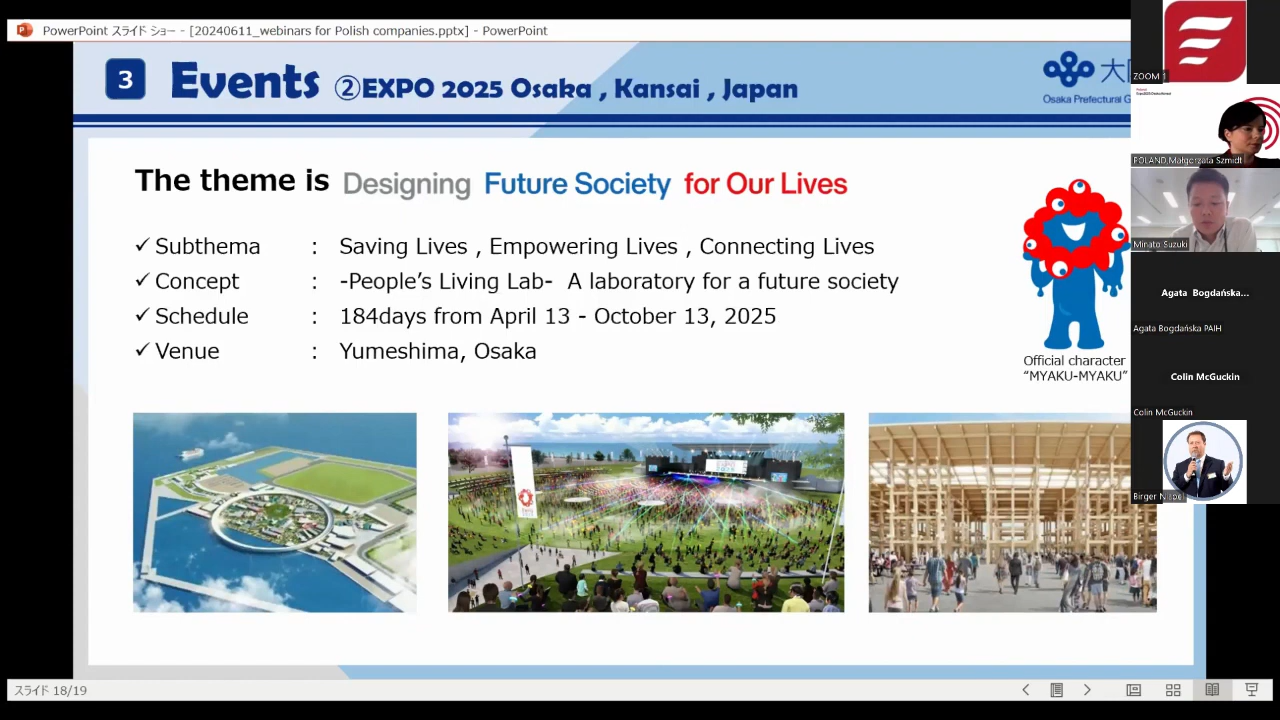 PowerPoint スライド ショー - [20240611_webinars for Polish companies.pptx] - PowerPoint
3 Events ②EXPO 2025 Osaka , Kansai , Japan
大
Osaka Prefectural G
The theme is Designing Future Society for Our Lives
✓ Subthema : Saving Lives , Empowering Lives , Connecting Lives
✓ Concept : -People's Living Lab- A laboratory for a future society
✓ Schedule : 184days from April 13 - October 13, 2025
✓ Venue : Yumeshima, Osaka
Official character
“MYAKU-MYAKU”
スライド 18/19
ZOOM 1
POLAND Małgorzata Szmidt
Minato Suzuki
Agata Bogdańska...
Agata Bogdańska PAIH
Colin McGuckin
Colin McGuckin
Birger